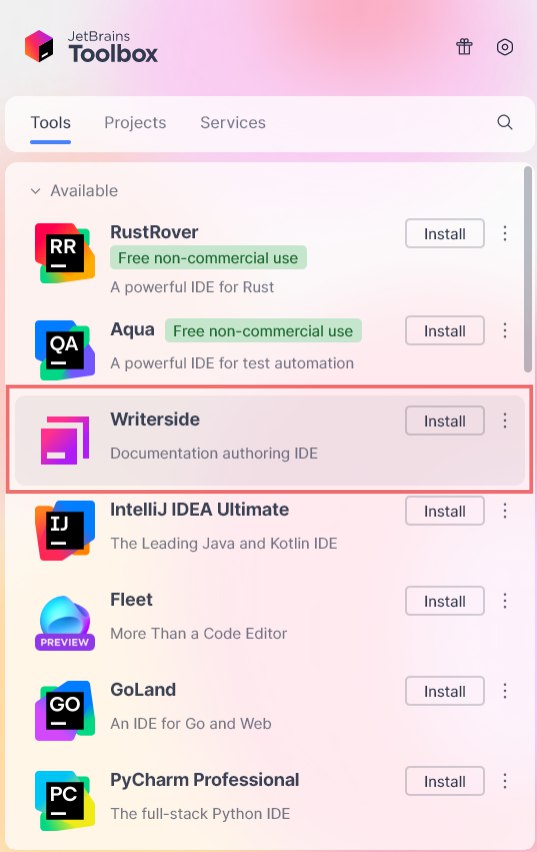 JetBrains
Toolbox
Tools Projects Services
Available
RR
RustRover
Install
Free non-commercial use
A powerful IDE for Rust
QA
Aqua Free non-commercial use
Install
A powerful IDE for test automation
Writerside
Install
Documentation authoring IDE
IJ
IntelliJ IDEA Ultimate
Install
The Leading Java and Kotlin IDE
PREVIEW
Fleet
Install
More Than a Code Editor
GO
GoLand
Install
An IDE for Go and Web
PC
PyCharm Professional
Install
The full-stack Python IDE